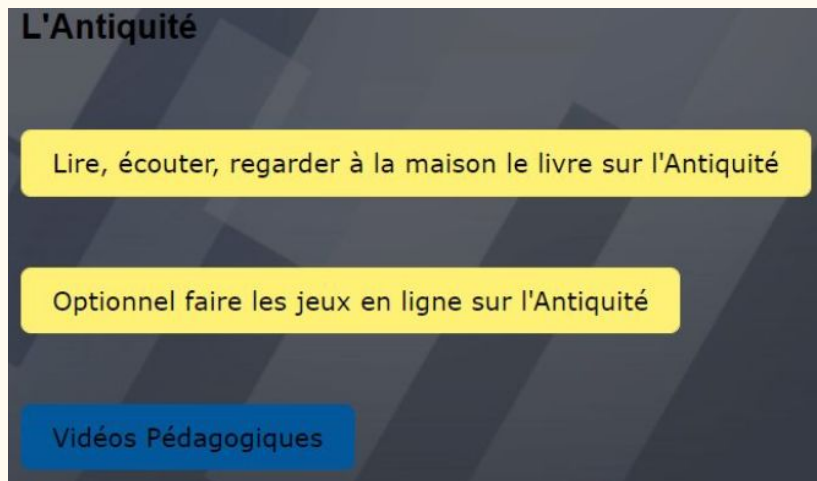 L'Antiquité
Lire, écouter, regarder à la maison le livre sur l'Antiquité
Optionnel faire les jeux en ligne sur l'Antiquité
Vidéos Pédagogiques